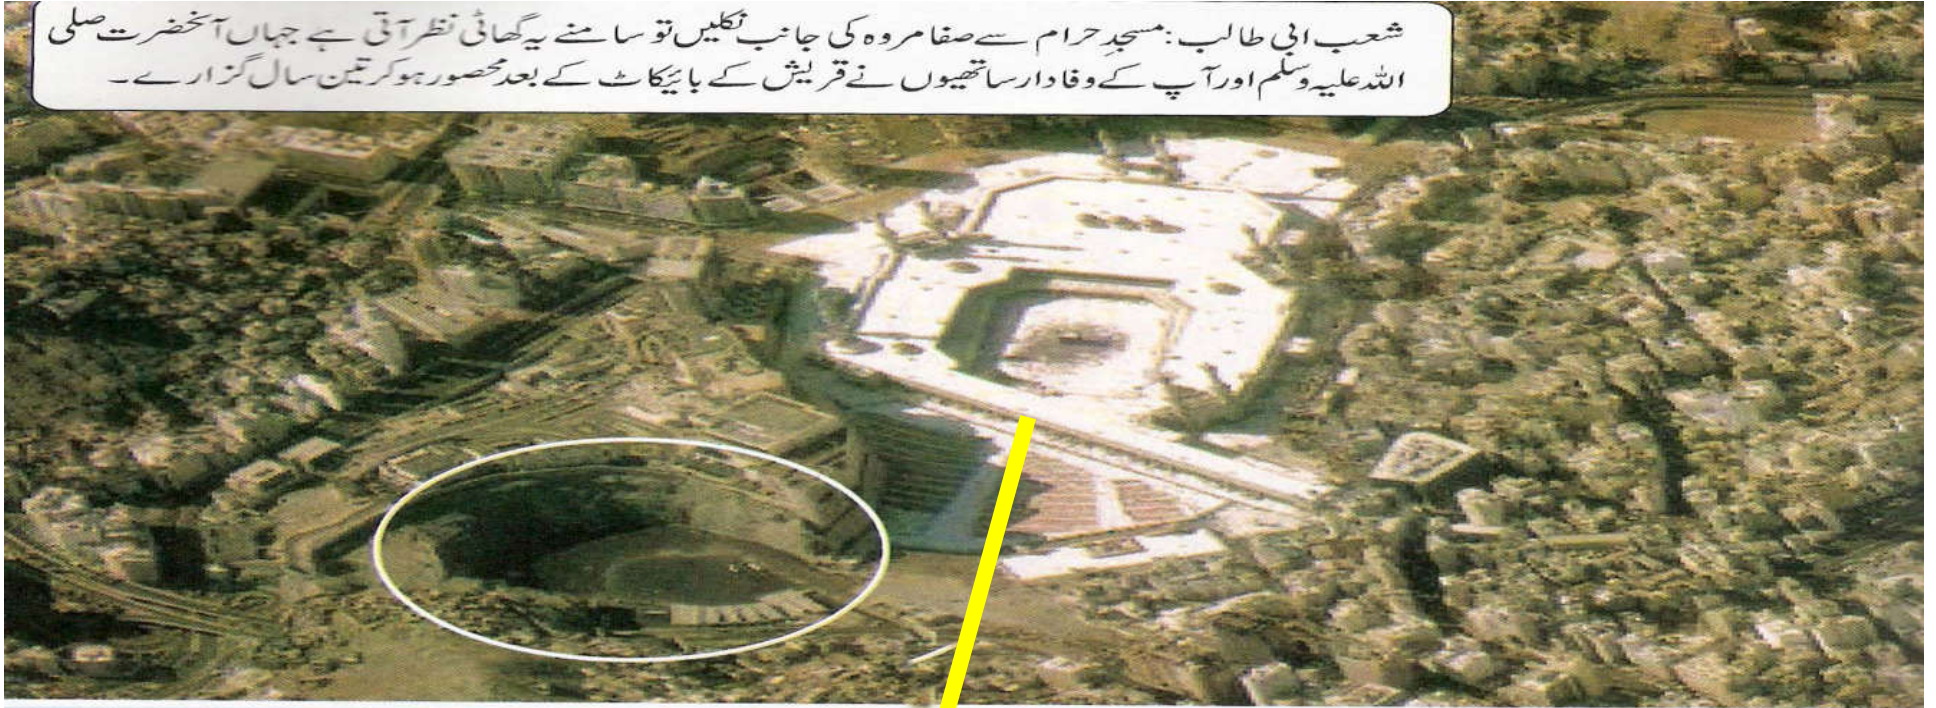 شعب ابی طالب: مسجدِ حرام سے صفا مروہ کی جانب نکلیں تو سامنے یہ گھاٹی نظر آتی ہے جہاں آنحضرت صلی
اللہ علیہ وسلم اور آپ کے وفادار ساتھیوں نے قریش کے بائیکاٹ کے بعد محصور ہو کر تین سال گزارے۔